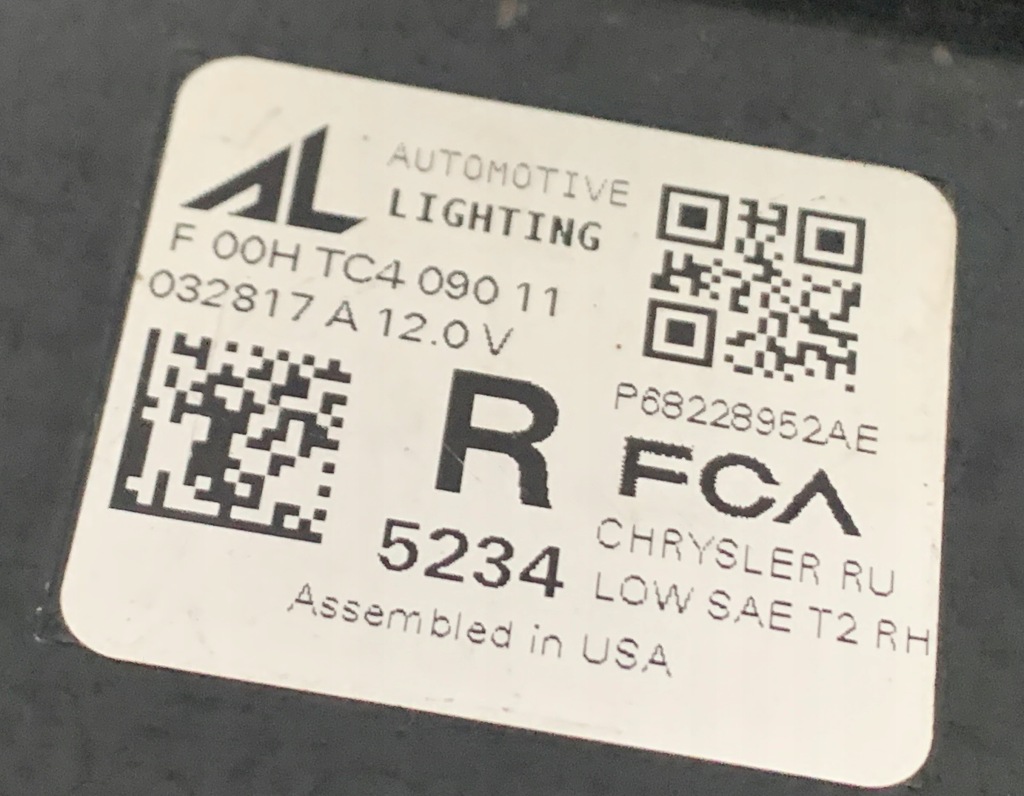 AL AUTOMOTIVE
LIGHTING
F 00H TC4 090 11
032817 A 12.0 V
R
5234
Assembled in USA
P68228952AE
FCA
CHRYSLER RU
LOW SAE T2 RH